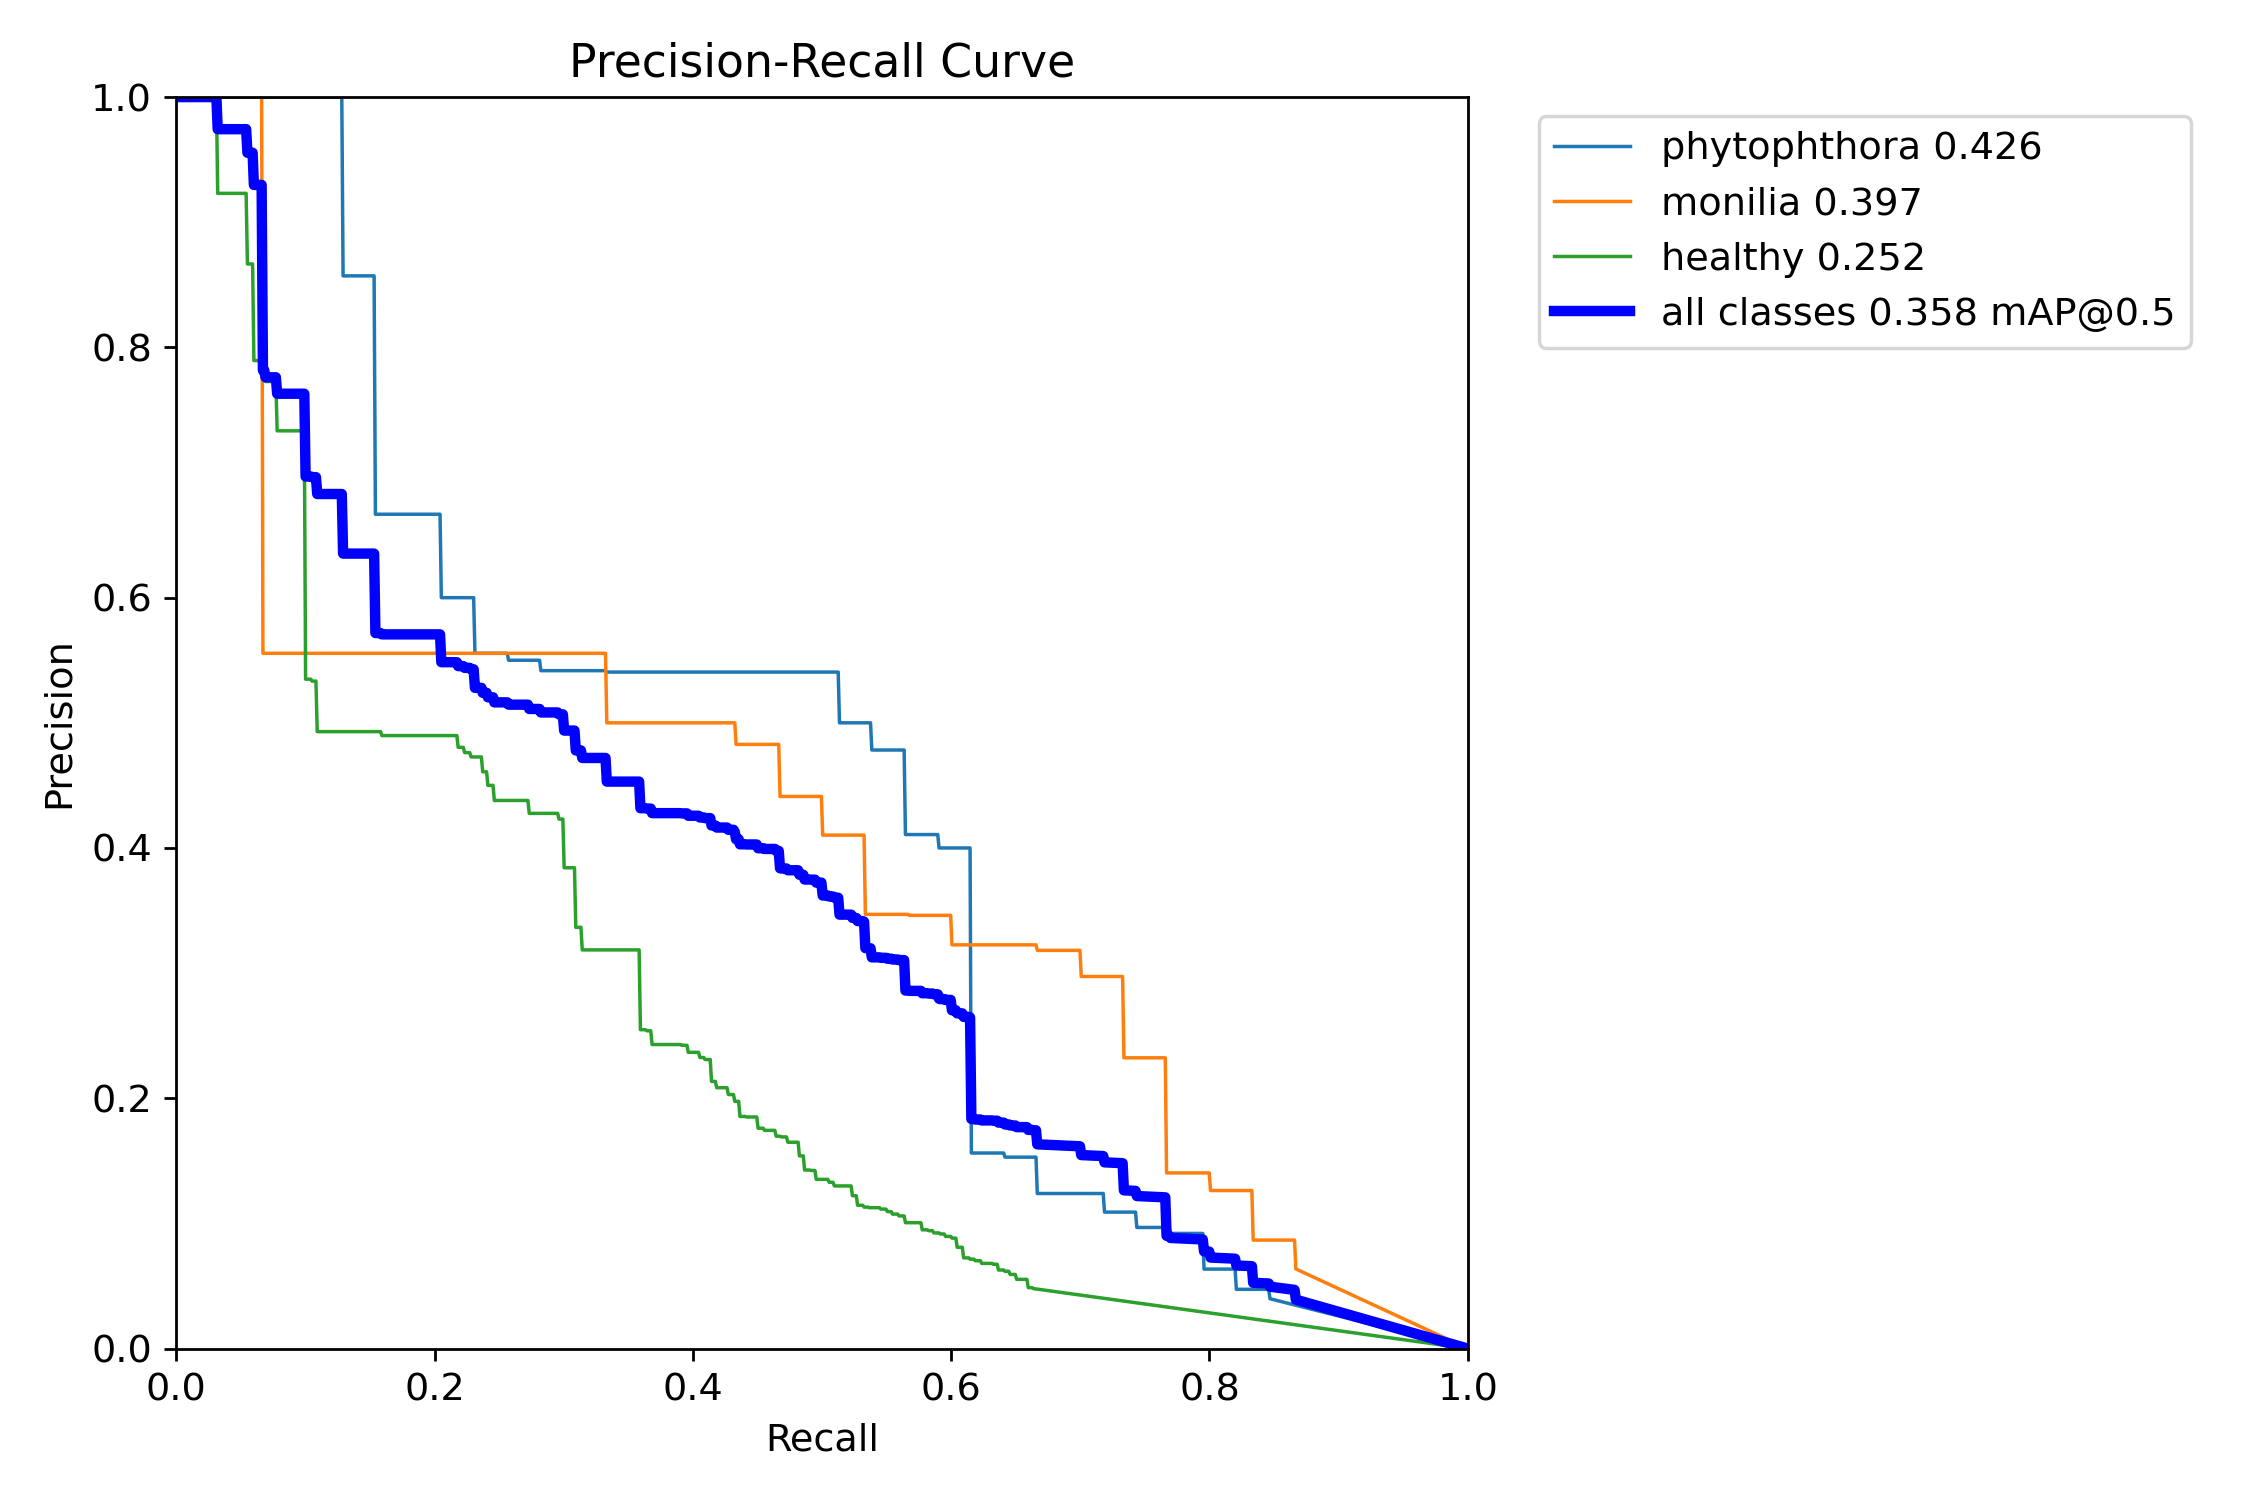 Precision-Recall Curve
1.0
0.8
0.6
0.4
0.2
0.0
Precision
0.0 0.2 0.4 0.6 0.8 1.0
Recall
phytophthora 0.426
monilia 0.397
healthy 0.252
all classes 0.358 mAP@0.5